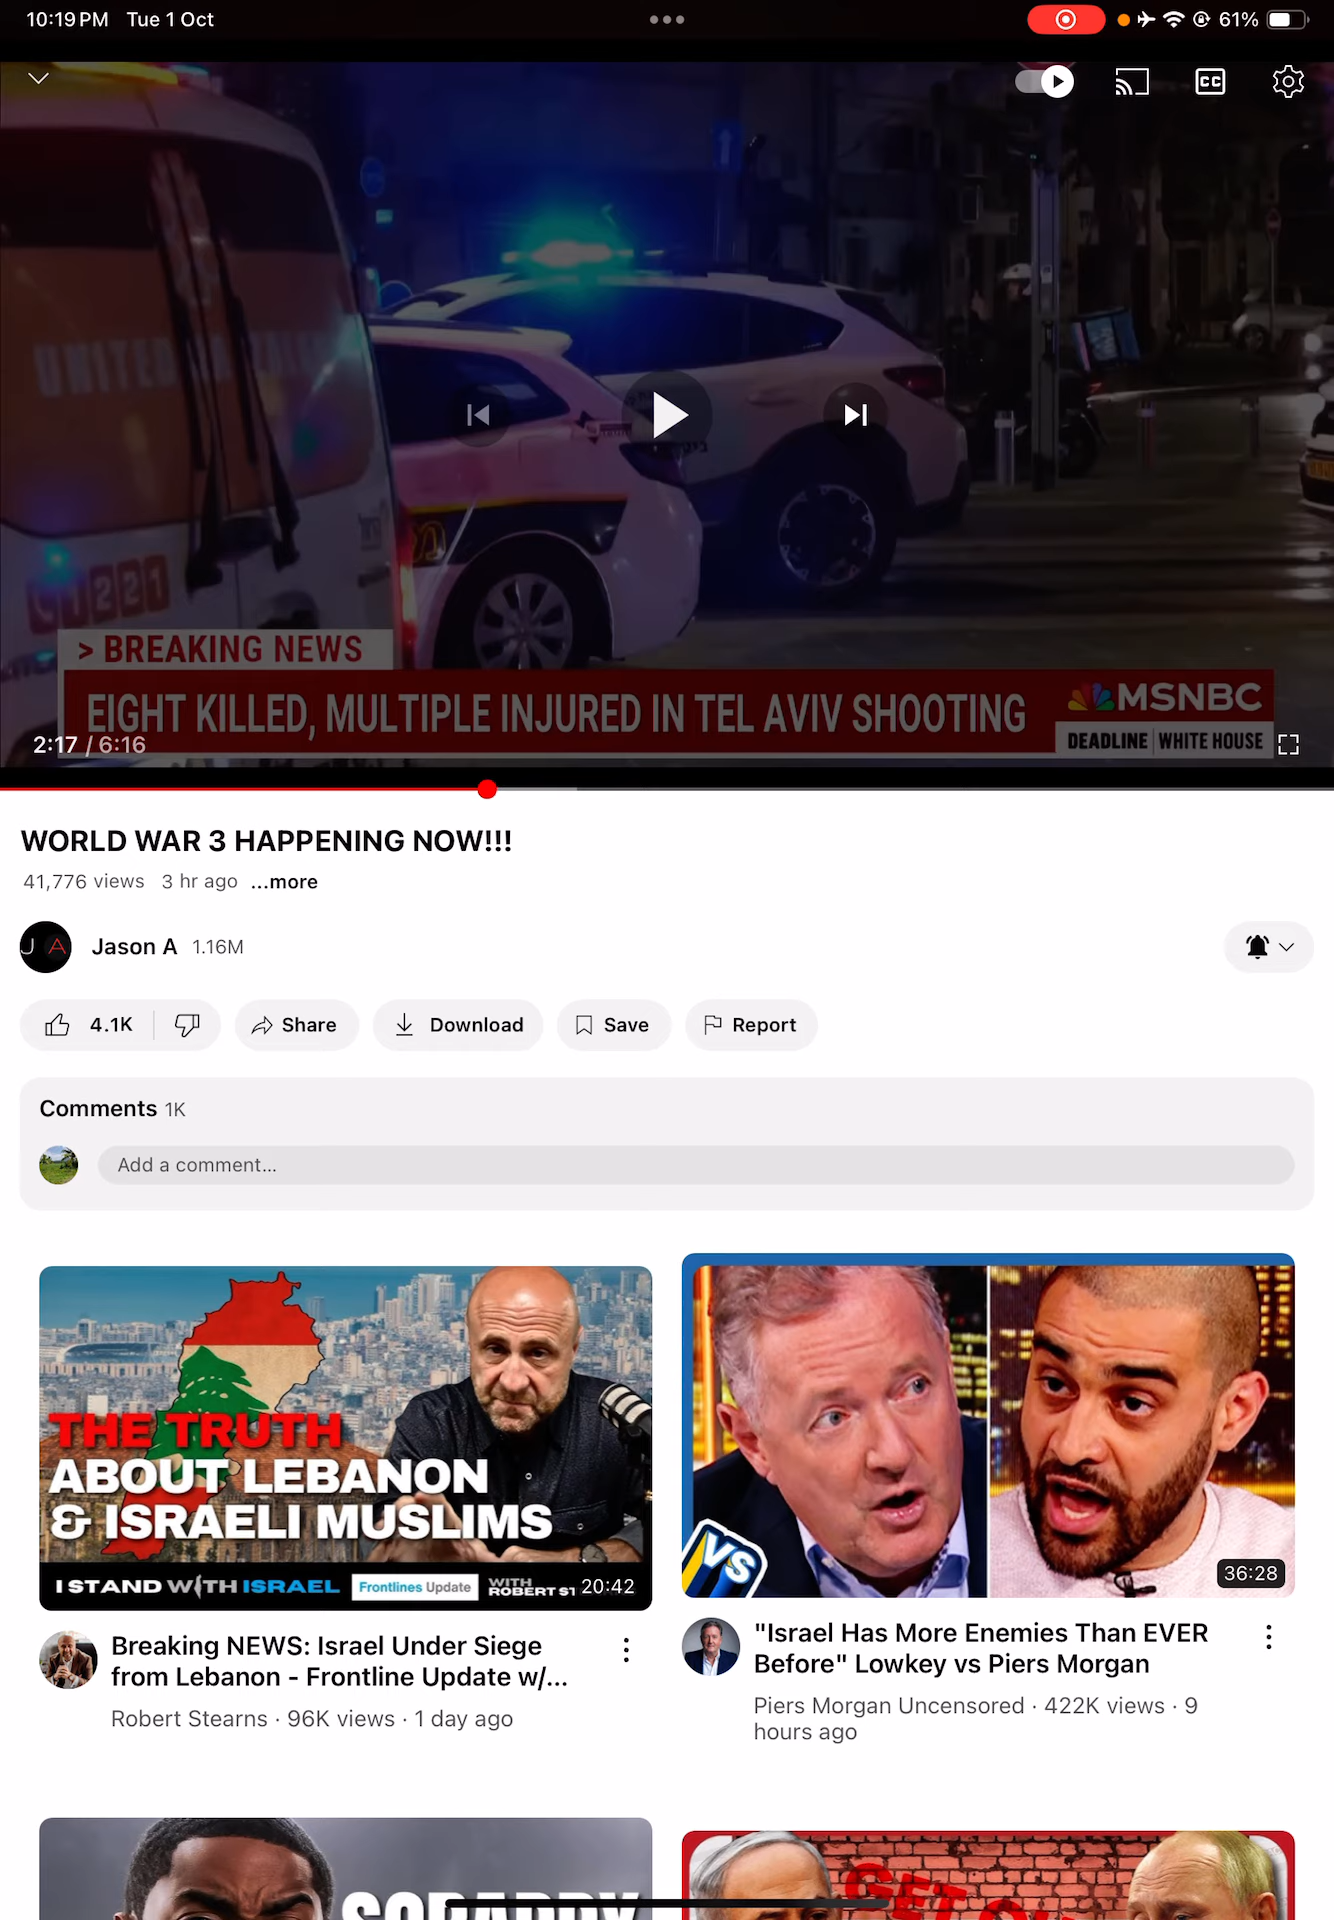 10:19 PM Tue 1 Oct
61%
CC
UNITED
1221
> BREAKING NEWS
EIGHT KILLED, MULTIPLE INJURED IN TEL AVIV SHOOTING
MSNBC
DEADLINE WHITE HOUSE
2:17 / 6:16
WORLD WAR 3 HAPPENING NOW!!!
41,776 views 3 hr ago ...more
J A
Jason A 1.16M
4.1K
Share
Download
Save
Report
Comments 1K
Add a comment...
THE TRUTH
ABOUT LEBANON
& ISRAELI MUSLIMS
I STAND WITH ISRAEL
Frontlines Update
WITH
ROBERT ST
20:42
Breaking NEWS: Israel Under Siege
from Lebanon - Frontline Update w/...
Robert Stearns · 96K views · 1 day ago
VS
36:28
"Israel Has More Enemies Than EVER
Before" Lowkey vs Piers Morgan
Piers Morgan Uncensored · 422K views · 9
hours ago
GET